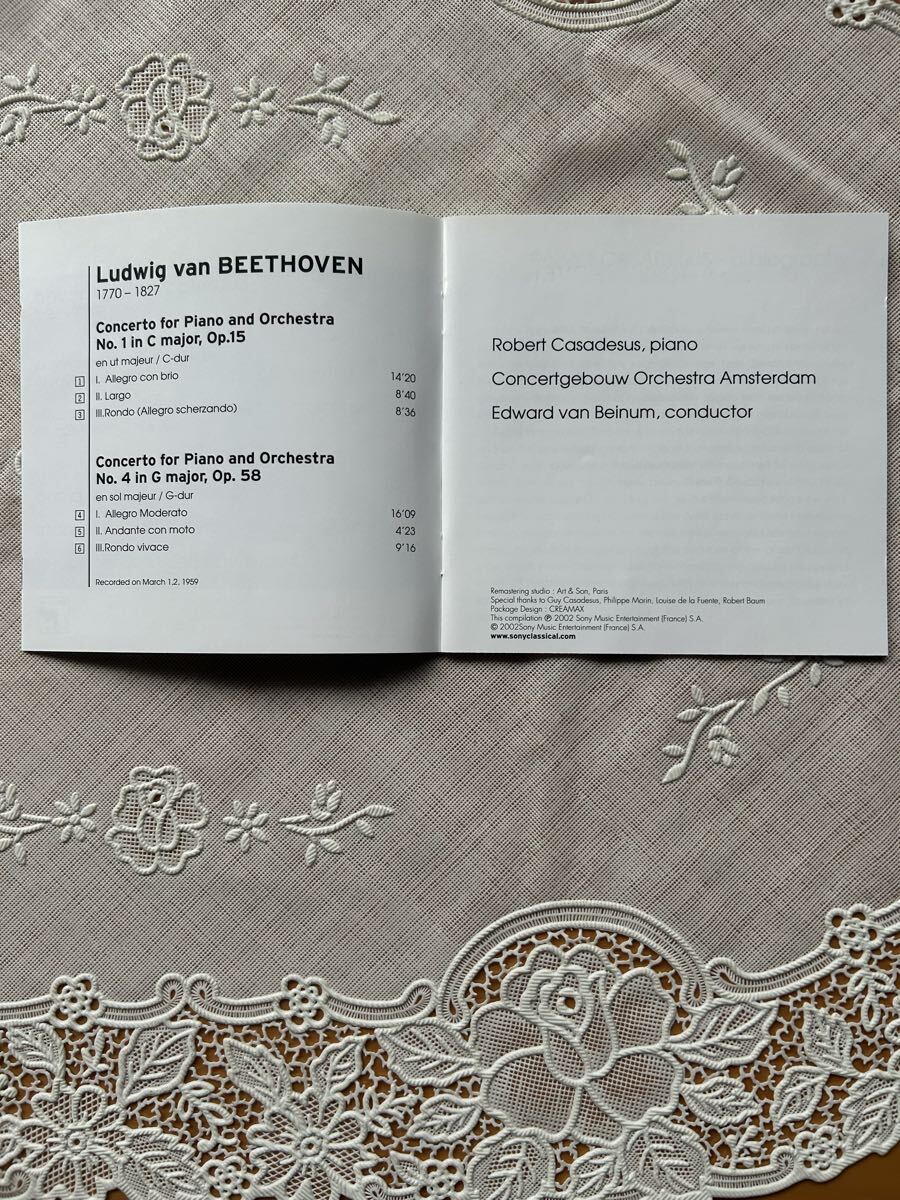 Ludwig van BEETHOVEN
1770 – 1827
Concerto for Piano and Orchestra
No. 1 in C major, Op.15
en ut majeur / C-dur
1 I. Allegro con brio 14'20
2 II. Largo 8'40
3 III.Rondo (Allegro scherzando) 8'36
Concerto for Piano and Orchestra
No. 4 in G major, Op. 58
en sol majeur / G-dur
4 I. Allegro Moderato 16'09
5 II. Andante con moto 4'23
6 III.Rondo vivace 9'16
Recorded on March 1,2, 1959
Robert Casadesus, piano
Concertgebouw Orchestra Amsterdam
Edward van Beinum, conductor
Remastering studio : Art & Son, Paris
Special thanks to Guy Casadesus, Philippe Morin, Louise de la Fuente, Robert Baum
Package Design : CREAMAX
This compilation ℗ 2002 Sony Music Entertainment (France) S.A.
© 2002Sony Music Entertainment (France) S.A.
www.sonyclassical.com